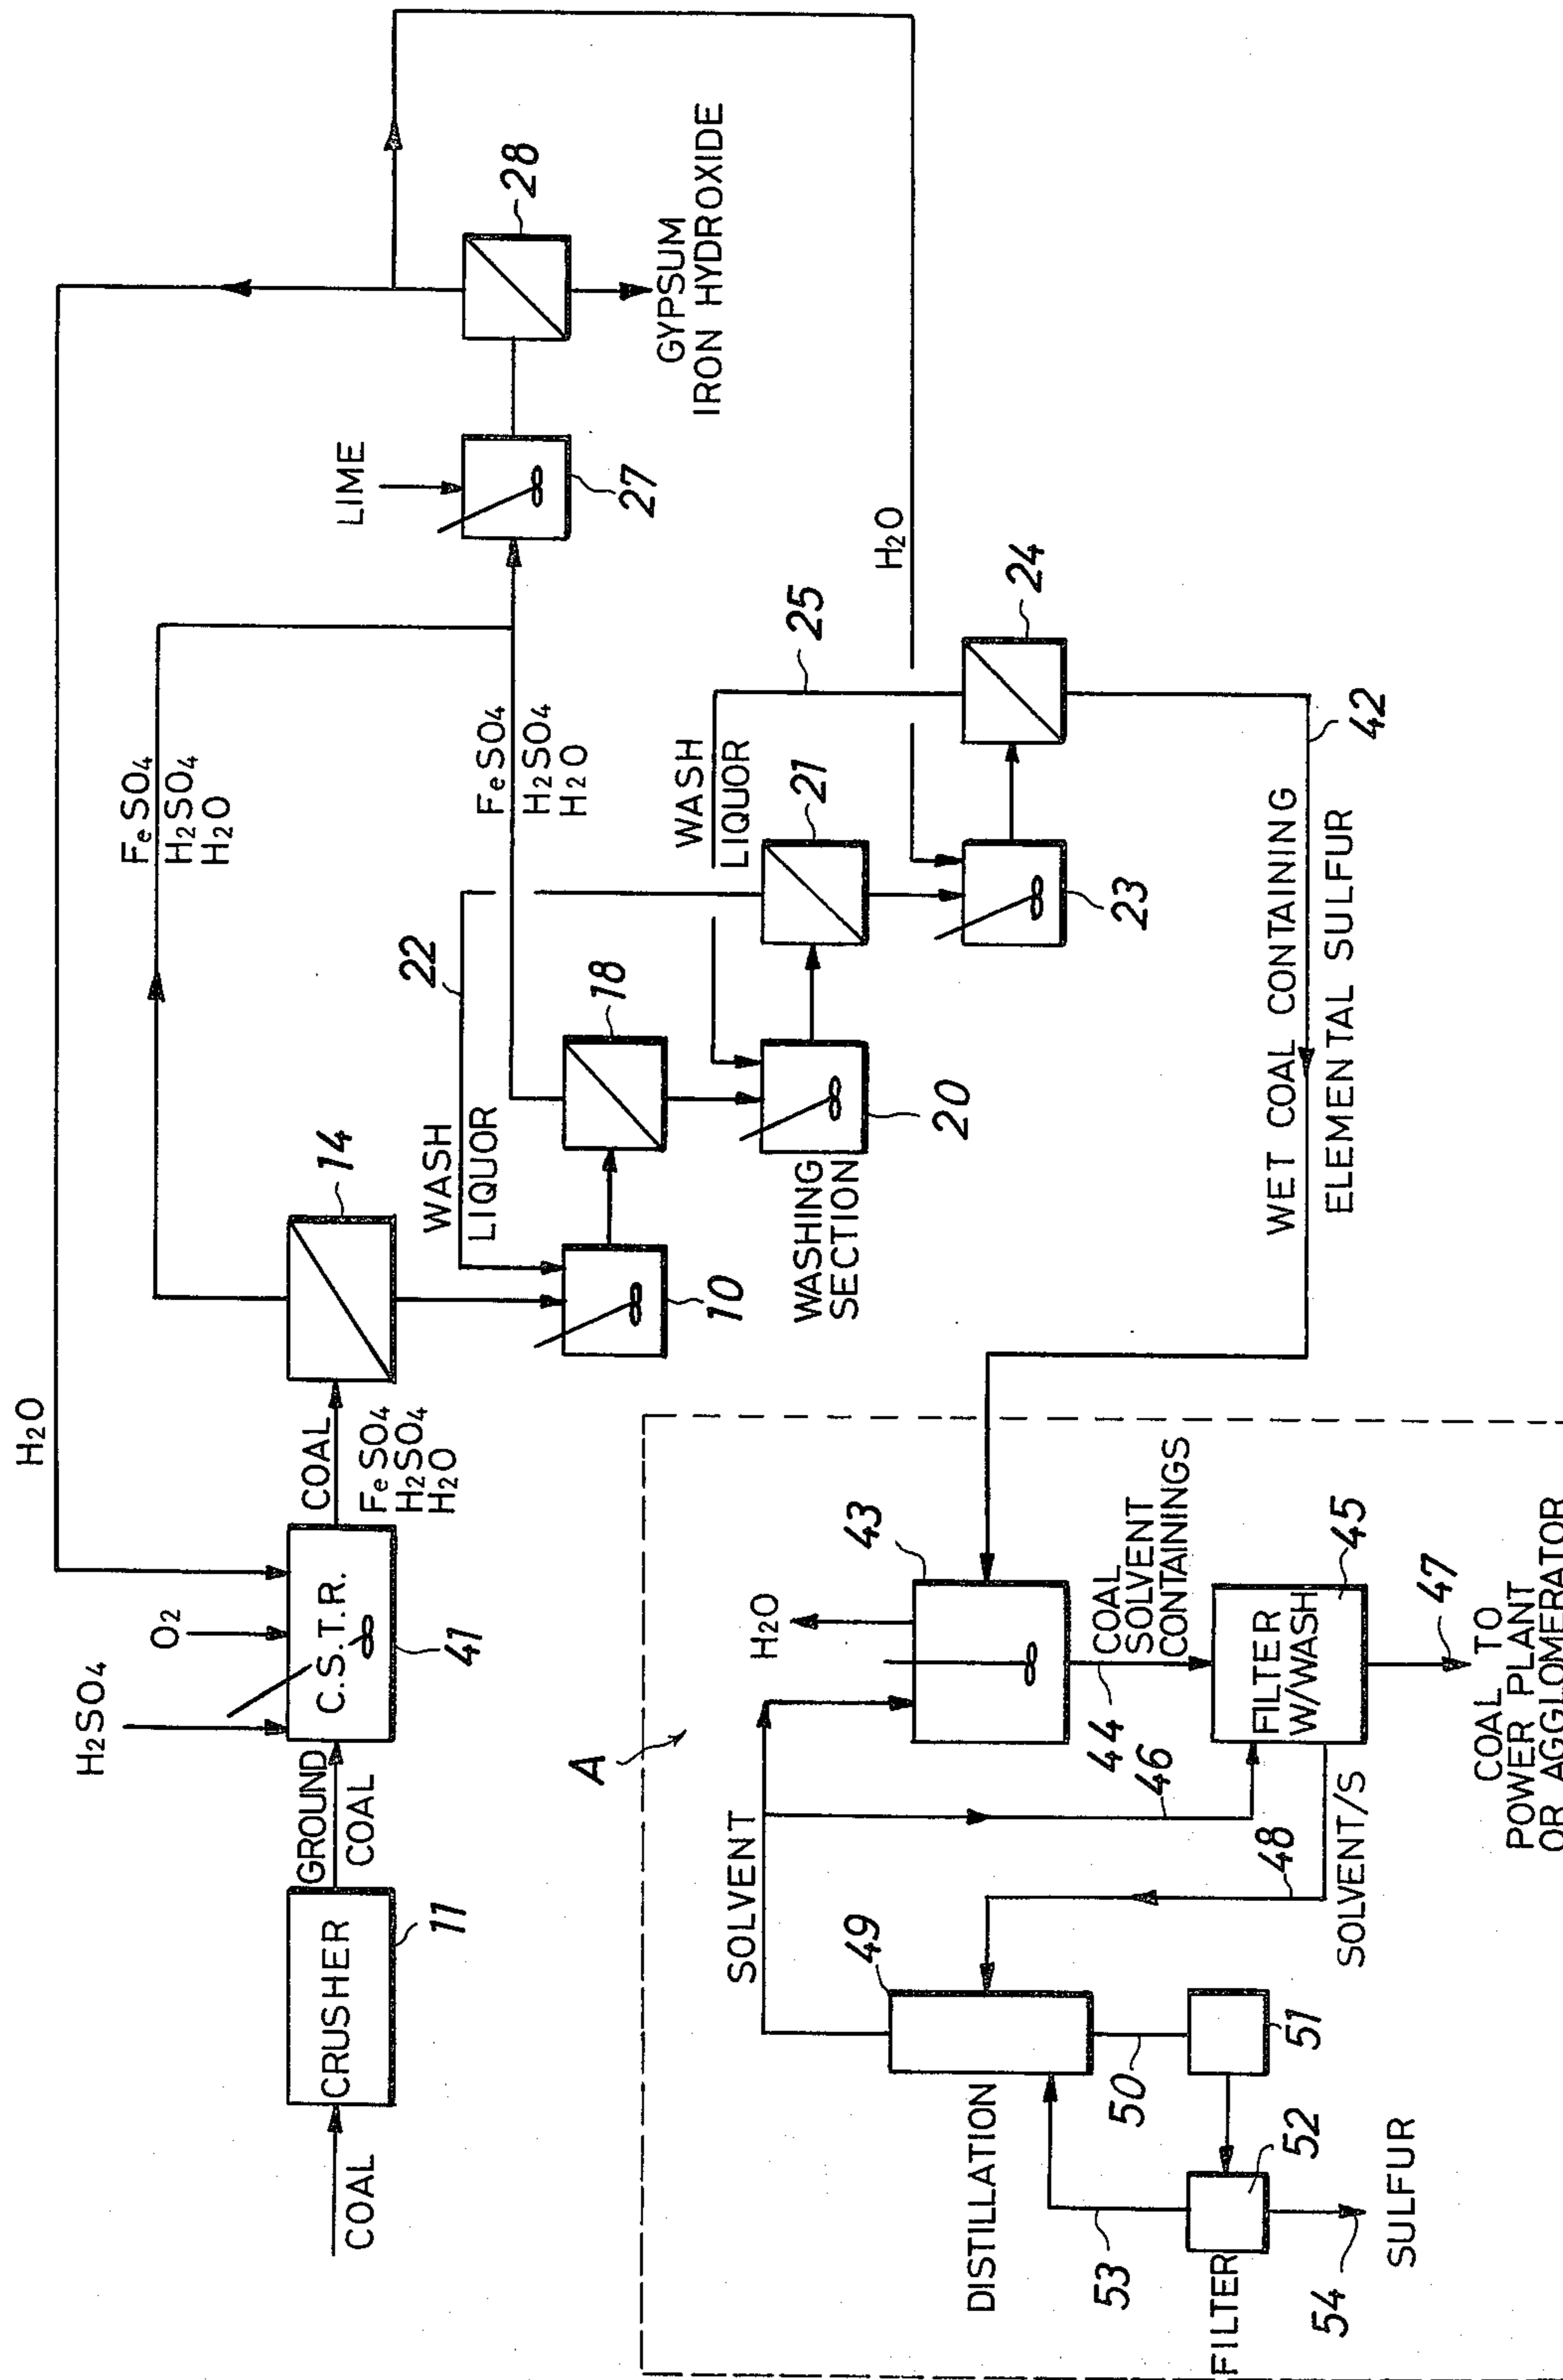 COAL
CRUSHER
11
GROUND
COAL
H2SO4
O2
H2O
C.S.T.R.
41
COAL
FeSO4
H2SO4
H2O
14
FeSO4
H2SO4
H2O
WASH
LIQUOR
22
10
18
FeSO4
H2SO4
H2O
LIME
27
28
GYPSUM
IRON HYDROXIDE
WASHING
SECTION
20
WASH
LIQUOR
21
25
H2O
23
24
42
WET COAL CONTAINING
ELEMENTAL SULFUR
A
SOLVENT
H2O
43
44
COAL
SOLVENT
CONTAININGS
46
FILTER
W/WASH
45
47
COAL TO
POWER PLANT
OR AGGLOMERATOR
48
SOLVENT/S
49
DISTILLATION
50
51
52
53
FILTER
54
SULFUR